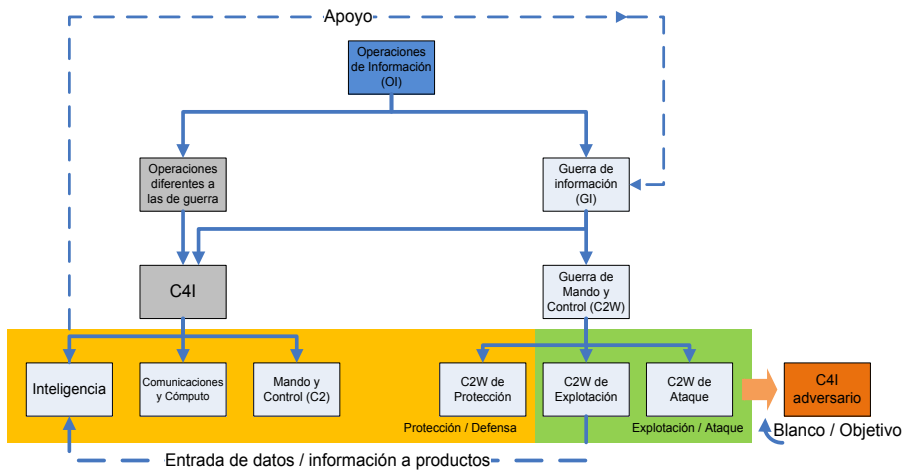 Apoyo
Operaciones
de Información
(OI)
Operaciones
diferentes a
las de guerra
Guerra de
información
(GI)
C4I
Guerra de
Mando y
Control (C2W)
Inteligencia
Comunicaciones
y Cómputo
Mando y
Control (C2)
C2W de
Protección
C2W de
Explotación
C2W de
Ataque
C4I
adversario
Protección / Defensa
Explotación / Ataque
Blanco / Objetivo
Entrada de datos / información a productos